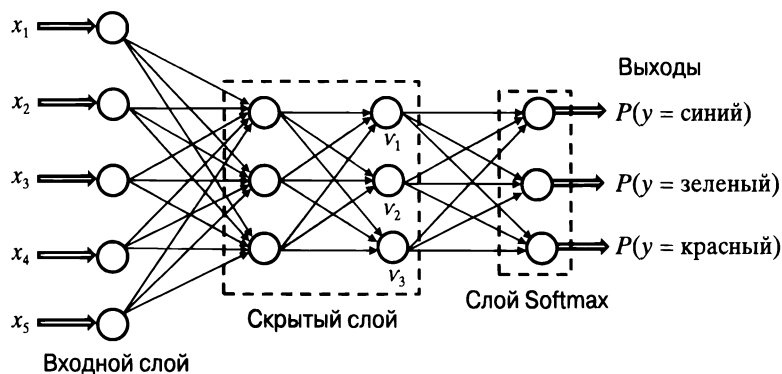 x₁
x₂
x₃
x₄
x₅
Входной слой
v₁
v₂
v₃
Скрытый слой
Слой Softmax
Выходы
P(y = синий)
P(y = зеленый)
P(y = красный)